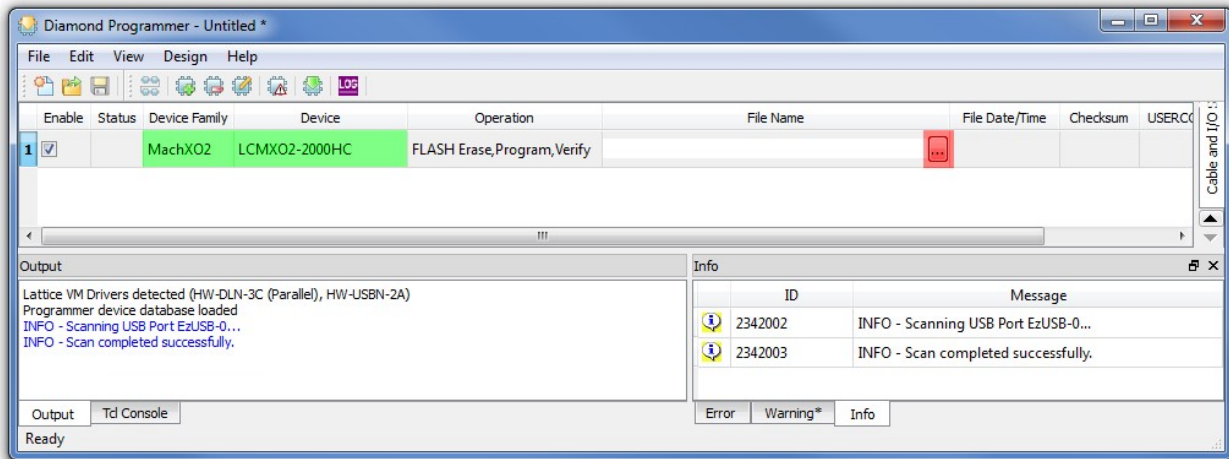 Diamond Programmer - Untitled *
File Edit View Design Help
LOG
Enable Status Device Family Device Operation File Name File Date/Time Checksum
1 MachXO2 LCMXO2-2000HC FLASH Erase,Program,Verify ...
Cable and I/O
Output
Lattice VM Drivers detected (HW-DLN-3C (Parallel), HW-USBN-2A)
Programmer device database loaded
INFO - Scanning USB Port EzUSB-0...
INFO - Scan completed successfully.
Output Tcl Console
Info
ID Message
2342002 INFO - Scanning USB Port EzUSB-0...
2342003 INFO - Scan completed successfully.
Error Warning* Info
Ready